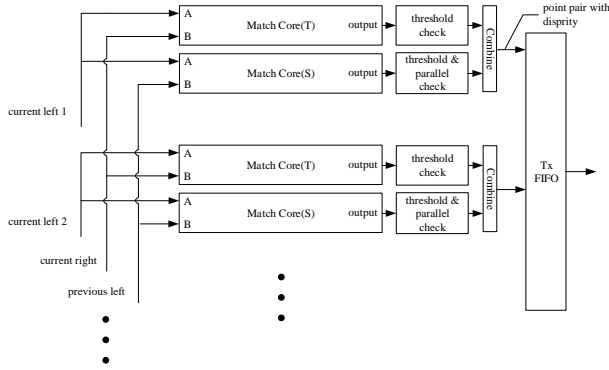 point pair with
disprity
A
B
Match Core(T)
output
threshold
check
Combine
A
B
Match Core(S)
output
threshold &
parallel
check
current left 1
A
B
Match Core(T)
output
threshold
check
Combine
A
B
Match Core(S)
output
threshold &
parallel
check
Tx
FIFO
current left 2
current right
previous left